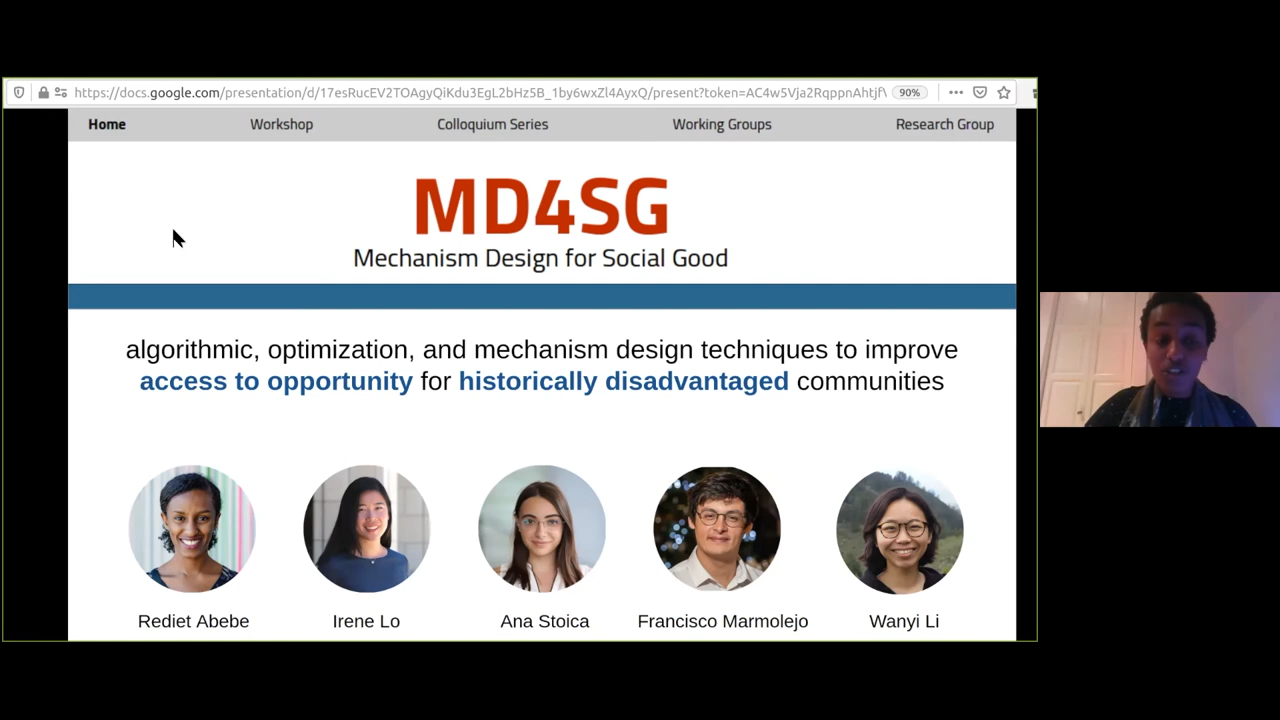 https://docs.google.com/presentation/d/17esRucEV2TOAgyQiKdu3EgL2bHz5B_1by6wxZl4AyxQ/present?token=AC4w5Vja2RqppnAhtjf 90%
Home Workshop Colloquium Series Working Groups Research Group
MD4SG
Mechanism Design for Social Good
algorithmic, optimization, and mechanism design techniques to improve
access to opportunity for historically disadvantaged communities
Rediet Abebe Irene Lo Ana Stoica Francisco Marmolejo Wanyi Li